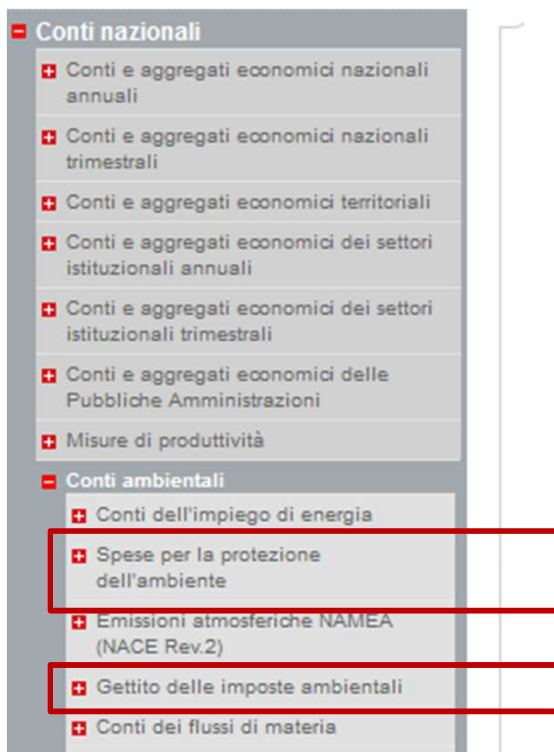 Conti nazionali
Conti e aggregati economici nazionali
annuali
Conti e aggregati economici nazionali
trimestrali
Conti e aggregati economici territoriali
Conti e aggregati economici dei settori
istituzionali annuali
Conti e aggregati economici dei settori
istituzionali trimestrali
Conti e aggregati economici delle
Pubbliche Amministrazioni
Misure di produttività
Conti ambientali
Conti dell'impiego di energia
Spese per la protezione
dell'ambiente
Emissioni atmosferiche NAMEA
(NACE Rev.2)
Gettito delle imposte ambientali
Conti dei flussi di materia